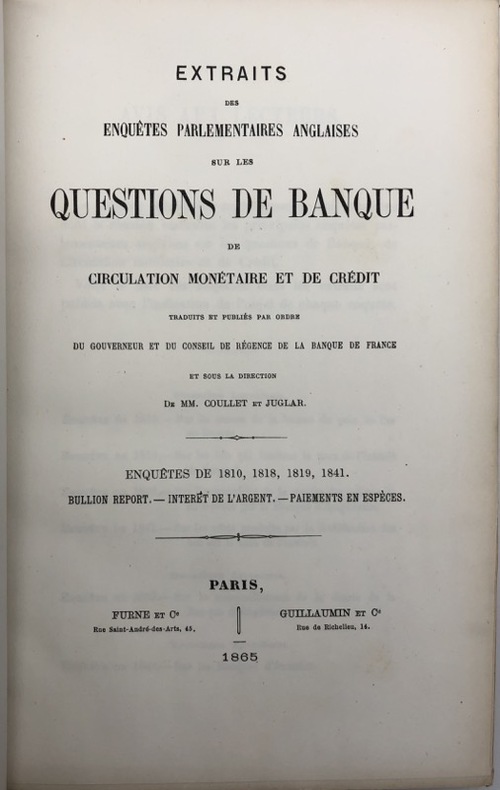 EXTRAITS
DES
ENQUÊTES PARLEMENTAIRES ANGLAISES
SUR LES
QUESTIONS DE BANQUE
DE
CIRCULATION MONÉTAIRE ET DE CRÉDIT
TRADUITS ET PUBLIÉS PAR ORDRE
DU GOUVERNEUR ET DU CONSEIL DE RÉGENCE DE LA BANQUE DE FRANCE
ET SOUS LA DIRECTION
DE MM. COULLET ET JUGLAR.
ENQUÊTES DE 1810, 1818, 1819, 1841.
BULLION REPORT. — INTERÉT DE L'ARGENT. — PAIEMENTS EN ESPÈCES.
PARIS,
FURNE ET Cᵉ
Rue Saint-André-des-Arts, 45.
GUILLAUMIN ET Cᵉ
Rue de Richelieu, 14.
1865